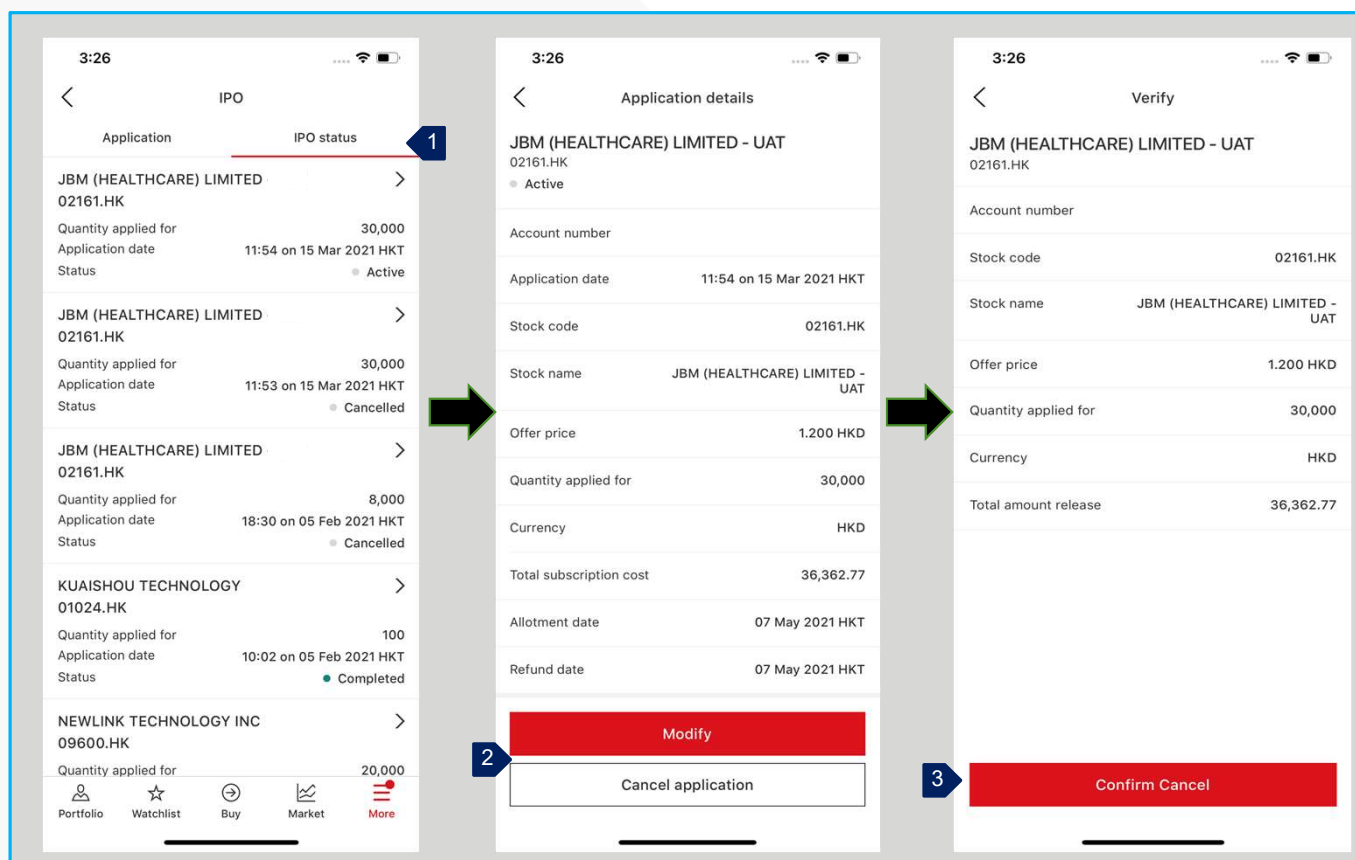 3:26
IPO
Application IPO status
1
JBM (HEALTHCARE) LIMITED
02161.HK
Quantity applied for 30,000
Application date 11:54 on 15 Mar 2021 HKT
Status Active
JBM (HEALTHCARE) LIMITED
02161.HK
Quantity applied for 30,000
Application date 11:53 on 15 Mar 2021 HKT
Status Cancelled
JBM (HEALTHCARE) LIMITED
02161.HK
Quantity applied for 8,000
Application date 18:30 on 05 Feb 2021 HKT
Status Cancelled
KUAISHOU TECHNOLOGY
01024.HK
Quantity applied for 100
Application date 10:02 on 05 Feb 2021 HKT
Status Completed
NEWLINK TECHNOLOGY INC
09600.HK
Quantity applied for 20,000
Portfolio Watchlist Buy Market More
3:26
Application details
JBM (HEALTHCARE) LIMITED - UAT
02161.HK
Active
Account number
Application date 11:54 on 15 Mar 2021 HKT
Stock code 02161.HK
Stock name JBM (HEALTHCARE) LIMITED -
UAT
Offer price 1.200 HKD
Quantity applied for 30,000
Currency HKD
Total subscription cost 36,362.77
Allotment date 07 May 2021 HKT
Refund date 07 May 2021 HKT
Modify
2
Cancel application
3:26
Verify
JBM (HEALTHCARE) LIMITED - UAT
02161.HK
Account number
Stock code 02161.HK
Stock name JBM (HEALTHCARE) LIMITED -
UAT
Offer price 1.200 HKD
Quantity applied for 30,000
Currency HKD
Total amount release 36,362.77
3
Confirm Cancel